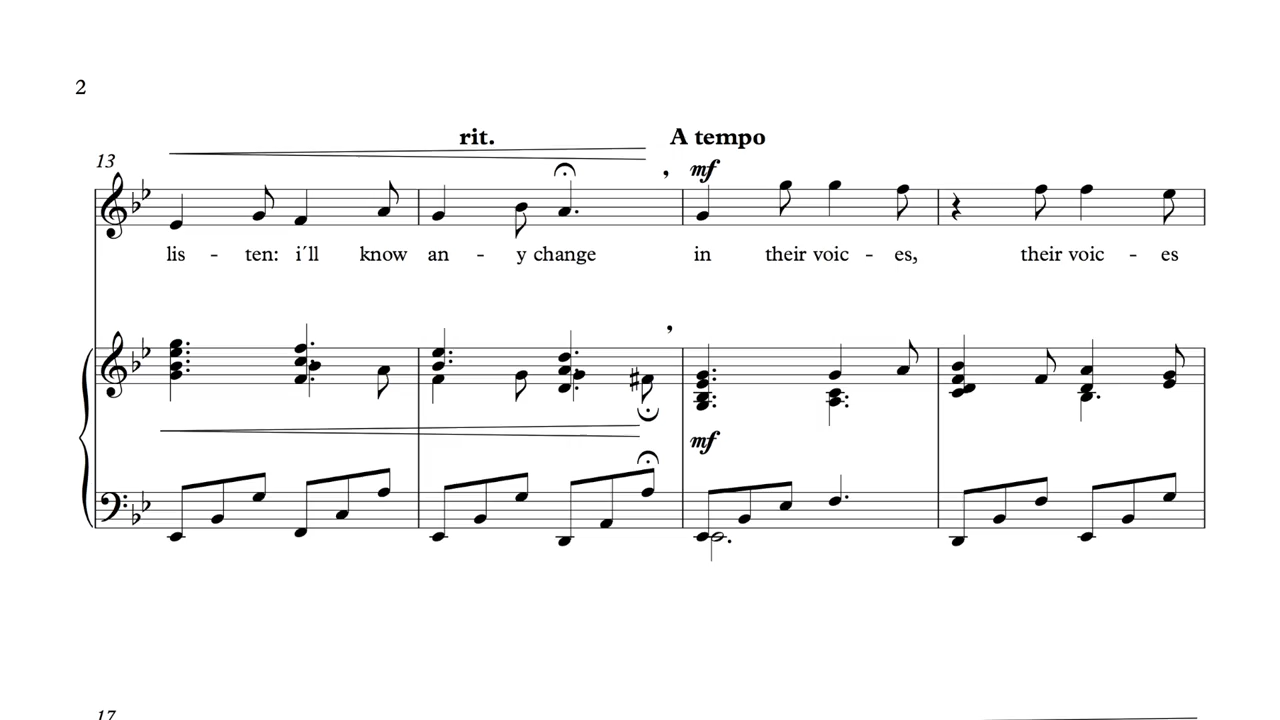 2
rit. A tempo
13
mf
lis - ten: i´ll know an - y change in their voic - es, their voic - es
mf
17